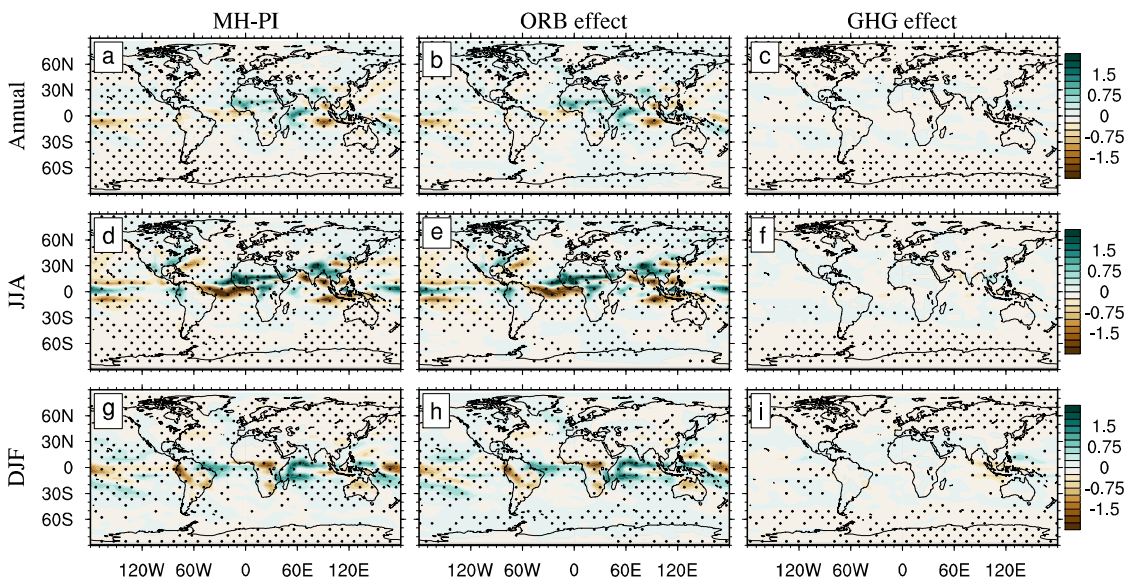 MH-PI ORB effect GHG effect
Annual
a b c
60N
30N
0
30S
60S
1.5
0.75
0
-0.75
-1.5
JJA
d e f
60N
30N
0
30S
60S
1.5
0.75
0
-0.75
-1.5
DJF
g h i
60N
30N
0
30S
60S
1.5
0.75
0
-0.75
-1.5
120W 60W 0 60E 120E 120W 60W 0 60E 120E 120W 60W 0 60E 120E